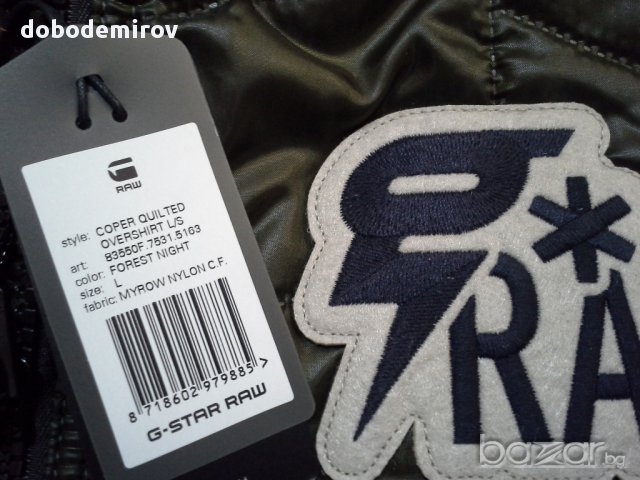 dobodemirov
RAW
style: COPER QUILTED
OVERSHIRT L/S
art: 83550F.7531.5163
color: FOREST NIGHT
size: L
fabric: MYROW NYLON C.F.
8 718602 979885 >
G-STAR RAW
g*
RA
bazar.bg